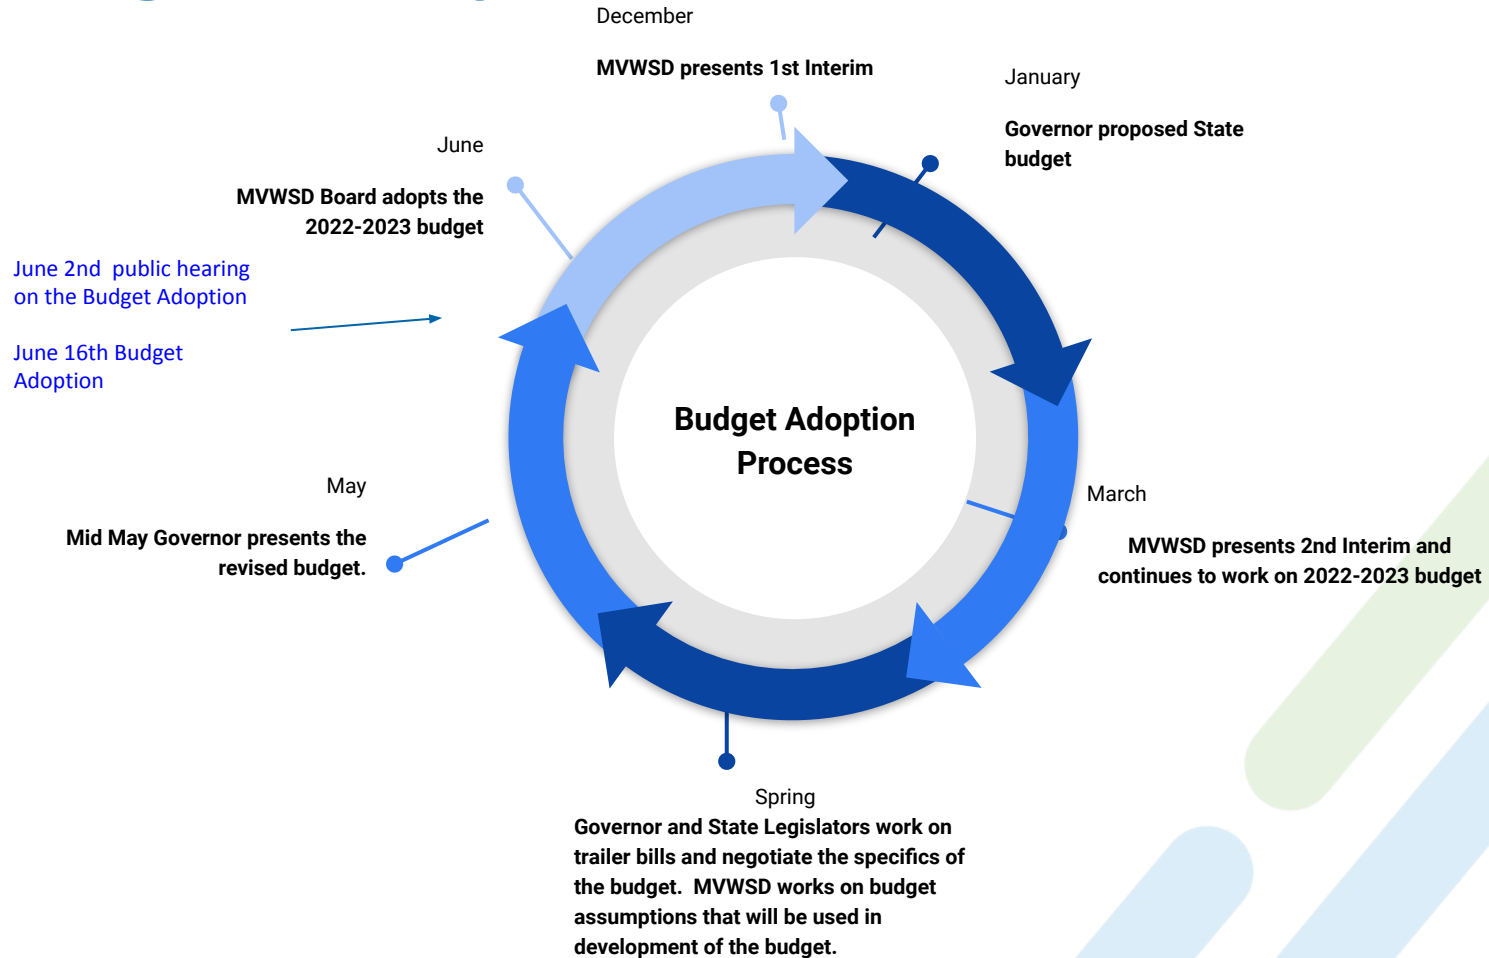 December
MVWSD presents 1st Interim
January
Governor proposed State
budget
June
MVWSD Board adopts the
2022-2023 budget
June 2nd  public hearing
on the Budget Adoption
June 16th Budget
Adoption
Budget Adoption
Process
May
Mid May Governor presents the
revised budget.
March
MVWSD presents 2nd Interim and
continues to work on 2022-2023 budget
Spring
Governor and State Legislators work on
trailer bills and negotiate the specifics of
the budget.  MVWSD works on budget
assumptions that will be used in
development of the budget.